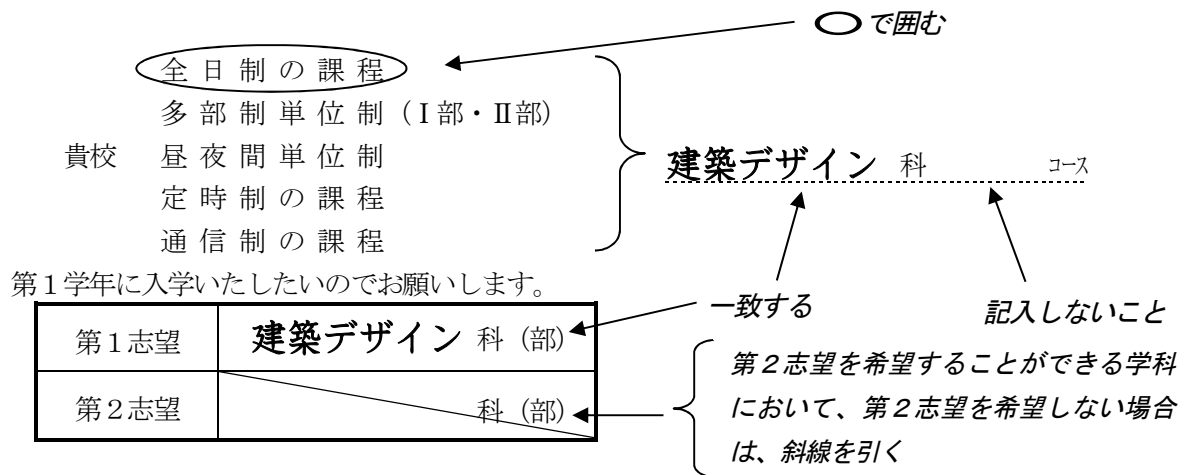 ◯で囲む
全日制の課程
多部制単位制（Ⅰ部・Ⅱ部）
貴校 昼夜間単位制 建築デザイン 科 コース
定時制の課程
通信制の課程
第１学年に入学いたしたいのでお願いします。
一致する 記入しないこと
第１志望 建築デザイン 科（部）
第２志望 科（部）
第２志望を希望することができる学科
において、第２志望を希望しない場合
は、斜線を引く